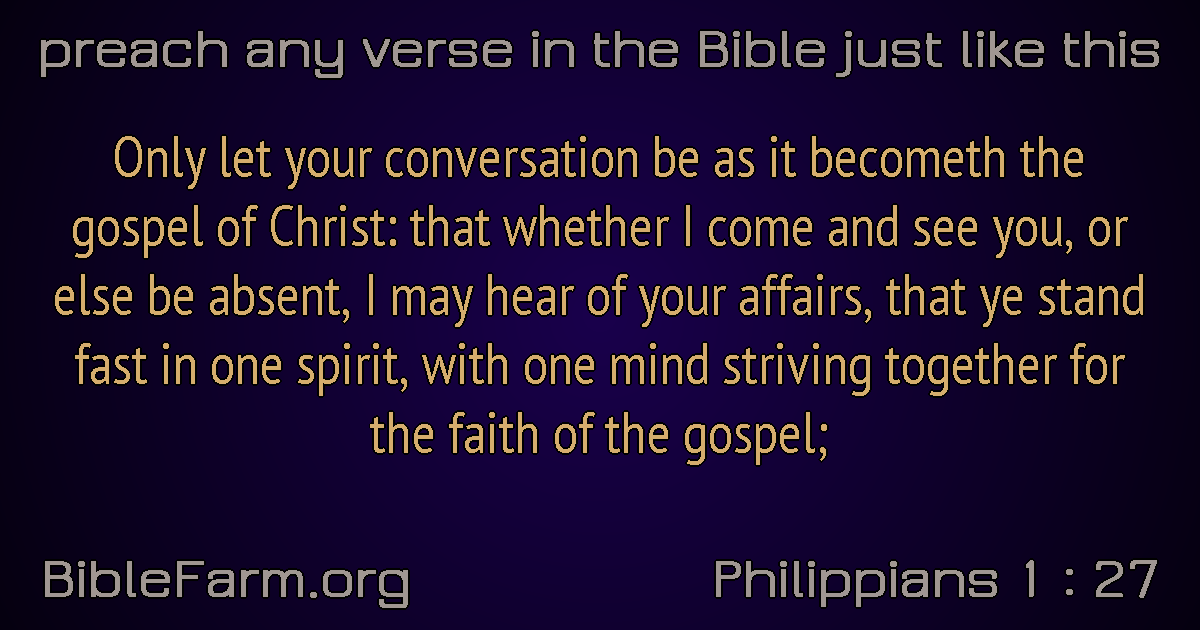 preach any verse in the Bible just like this
Only let your conversation be as it becometh the
gospel of Christ: that whether I come and see you, or
else be absent, I may hear of your affairs, that ye stand
fast in one spirit, with one mind striving together for
the faith of the gospel;
BibleFarm.org
Philippians 1 : 27